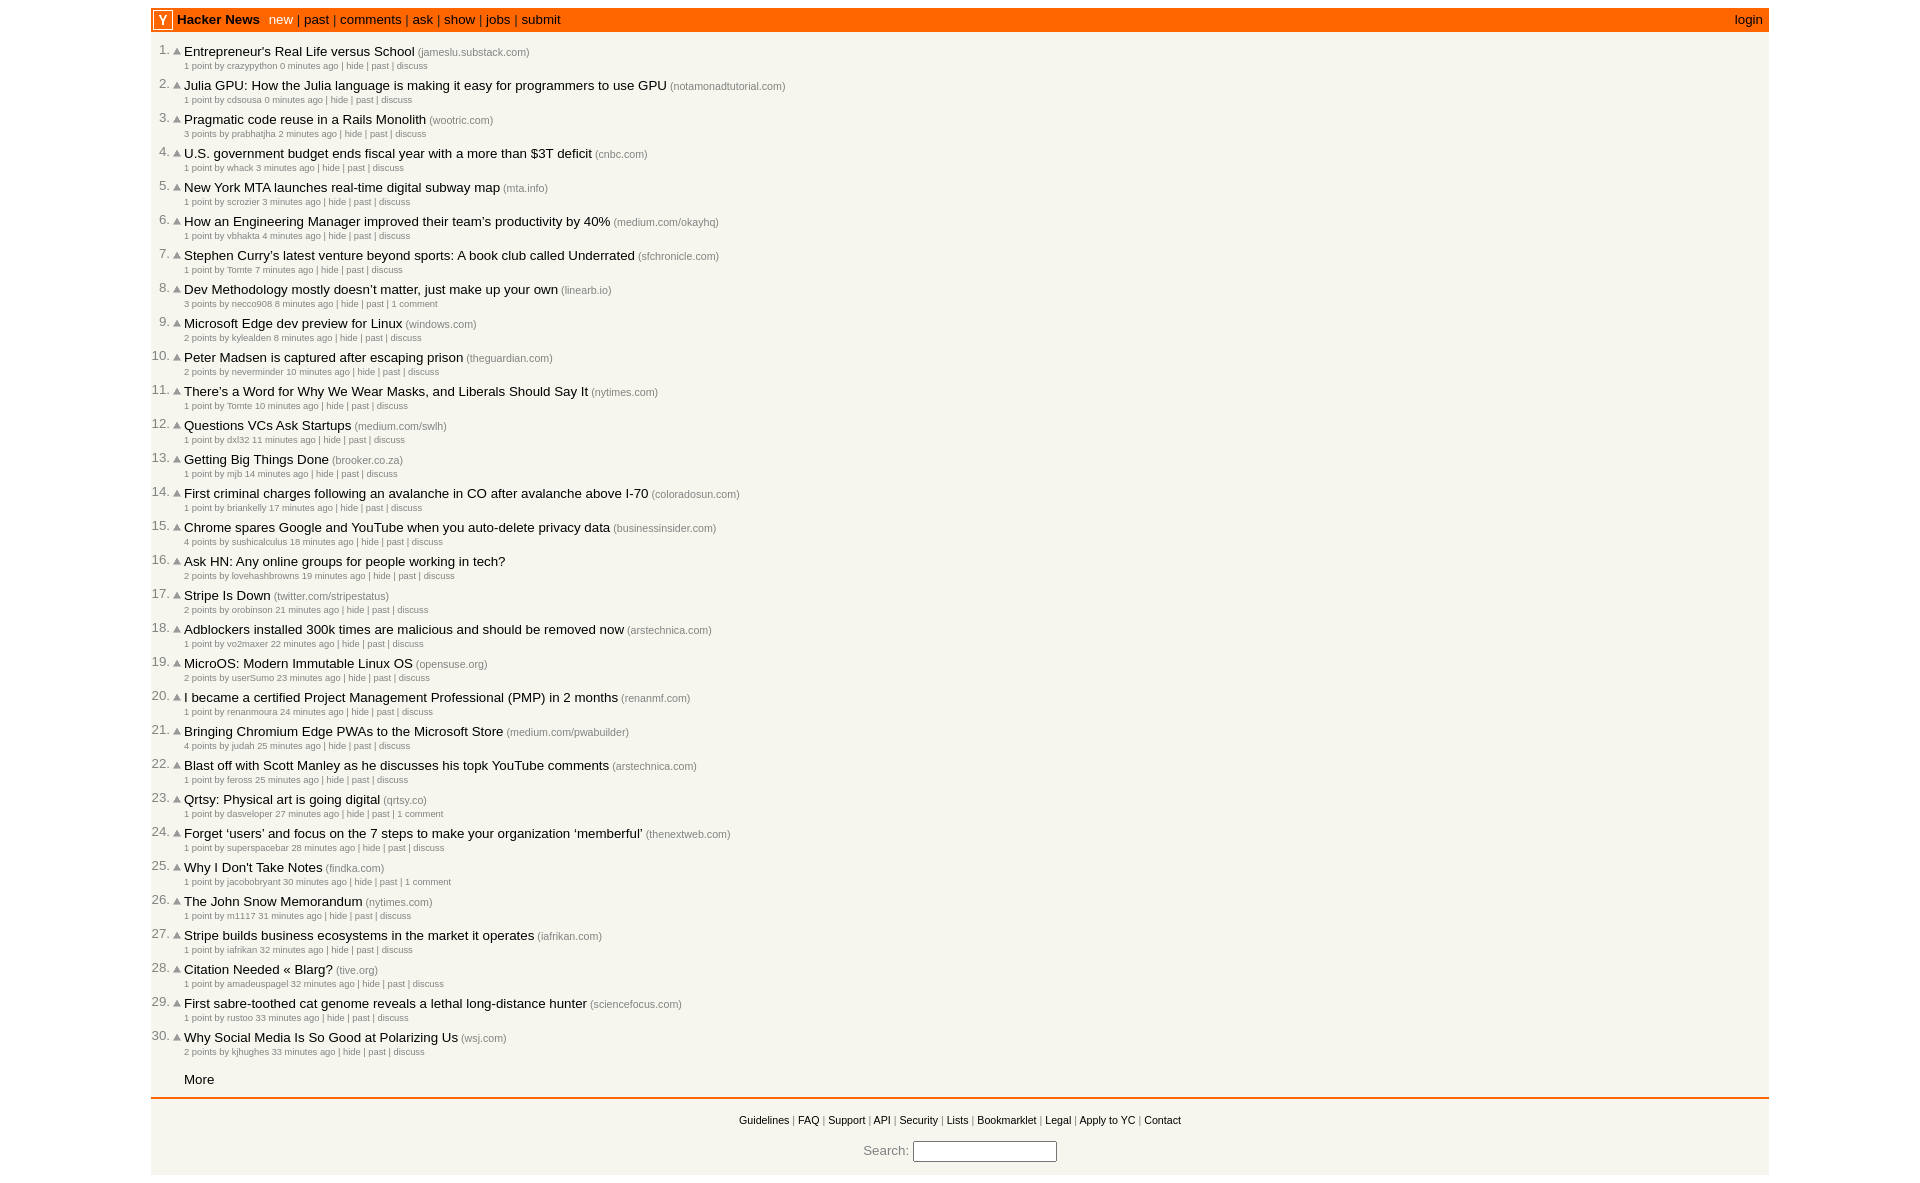 Y Hacker News new | past | comments | ask | show | jobs | submit login
1. Entrepreneur's Real Life versus School (jameslu.substack.com)
1 point by crazypython 0 minutes ago | hide | past | discuss
2. Julia GPU: How the Julia language is making it easy for programmers to use GPU (notamonadtutorial.com)
1 point by cdsousa 0 minutes ago | hide | past | discuss
3. Pragmatic code reuse in a Rails Monolith (wootric.com)
3 points by prabhatjha 2 minutes ago | hide | past | discuss
4. U.S. government budget ends fiscal year with a more than $3T deficit (cnbc.com)
1 point by whack 3 minutes ago | hide | past | discuss
5. New York MTA launches real-time digital subway map (mta.info)
1 point by scrozier 3 minutes ago | hide | past | discuss
6. How an Engineering Manager improved their team’s productivity by 40% (medium.com/okayhq)
1 point by vbhakta 4 minutes ago | hide | past | discuss
7. Stephen Curry’s latest venture beyond sports: A book club called Underrated (sfchronicle.com)
1 point by Tomte 7 minutes ago | hide | past | discuss
8. Dev Methodology mostly doesn’t matter, just make up your own (linearb.io)
3 points by necco908 8 minutes ago | hide | past | 1 comment
9. Microsoft Edge dev preview for Linux (windows.com)
2 points by kylealden 8 minutes ago | hide | past | discuss
10. Peter Madsen is captured after escaping prison (theguardian.com)
2 points by neverminder 10 minutes ago | hide | past | discuss
11. There’s a Word for Why We Wear Masks, and Liberals Should Say It (nytimes.com)
1 point by Tomte 10 minutes ago | hide | past | discuss
12. Questions VCs Ask Startups (medium.com/swlh)
1 point by dxl32 11 minutes ago | hide | past | discuss
13. Getting Big Things Done (brooker.co.za)
1 point by mjb 14 minutes ago | hide | past | discuss
14. First criminal charges following an avalanche in CO after avalanche above I-70 (coloradosun.com)
1 point by briankelly 17 minutes ago | hide | past | discuss
15. Chrome spares Google and YouTube when you auto-delete privacy data (businessinsider.com)
4 points by sushicalculus 18 minutes ago | hide | past | discuss
16. Ask HN: Any online groups for people working in tech?
2 points by lovehashbrowns 19 minutes ago | hide | past | discuss
17. Stripe Is Down (twitter.com/stripestatus)
2 points by orobinson 21 minutes ago | hide | past | discuss
18. Adblockers installed 300k times are malicious and should be removed now (arstechnica.com)
1 point by vo2maxer 22 minutes ago | hide | past | discuss
19. MicroOS: Modern Immutable Linux OS (opensuse.org)
2 points by userSumo 23 minutes ago | hide | past | discuss
20. I became a certified Project Management Professional (PMP) in 2 months (renanmf.com)
1 point by renanmoura 24 minutes ago | hide | past | discuss
21. Bringing Chromium Edge PWAs to the Microsoft Store (medium.com/pwabuilder)
4 points by judah 25 minutes ago | hide | past | discuss
22. Blast off with Scott Manley as he discusses his topk YouTube comments (arstechnica.com)
1 point by feross 25 minutes ago | hide | past | discuss
23. Qrtsy: Physical art is going digital (qrtsy.co)
1 point by dasveloper 27 minutes ago | hide | past | 1 comment
24. Forget ‘users’ and focus on the 7 steps to make your organization ‘memberful’ (thenextweb.com)
1 point by superspacebar 28 minutes ago | hide | past | discuss
25. Why I Don't Take Notes (findka.com)
1 point by jacobobryant 30 minutes ago | hide | past | 1 comment
26. The John Snow Memorandum (nytimes.com)
1 point by m1117 31 minutes ago | hide | past | discuss
27. Stripe builds business ecosystems in the market it operates (iafrikan.com)
1 point by iafrikan 32 minutes ago | hide | past | discuss
28. Citation Needed « Blarg? (tive.org)
1 point by amadeuspagel 32 minutes ago | hide | past | discuss
29. First sabre-toothed cat genome reveals a lethal long-distance hunter (sciencefocus.com)
1 point by rustoo 33 minutes ago | hide | past | discuss
30. Why Social Media Is So Good at Polarizing Us (wsj.com)
2 points by kjhughes 33 minutes ago | hide | past | discuss
More
Guidelines | FAQ | Support | API | Security | Lists | Bookmarklet | Legal | Apply to YC | Contact
Search: